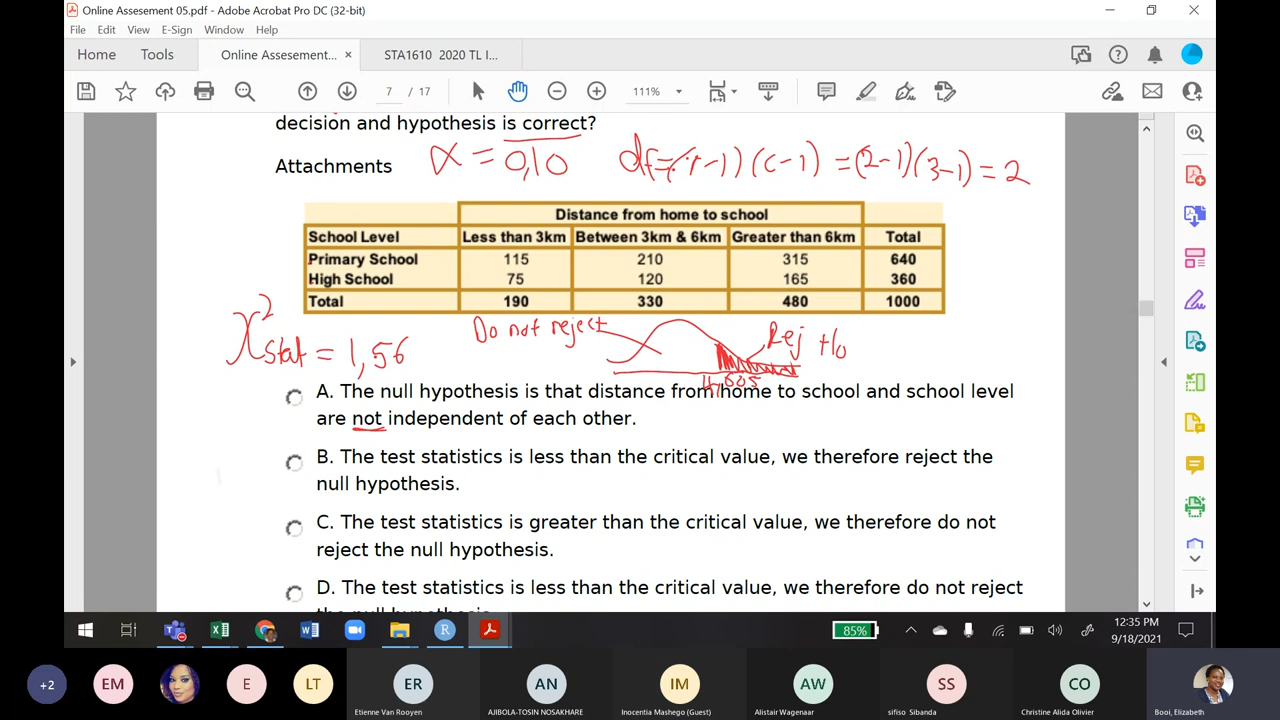 Online Assesement 05.pdf - Adobe Acrobat Pro DC (32-bit)
File Edit View E-Sign Window Help
Home Tools Online Assesment... × STA1610 2020 TL I...
7 / 17 111%
decision and hypothesis is correct?
Attachments α = 0,10 df=(r-1)(c-1) = (2-1)(3-1) = 2
Distance from home to school
School Level Less than 3km Between 3km & 6km Greater than 6km Total
Primary School 115 210 315 640
High School 75 120 165 360
Total 190 330 480 1000
Do not reject Rej Ho
X²stat = 1,56
4,605
A. The null hypothesis is that distance from home to school and school level
are not independent of each other.
B. The test statistics is less than the critical value, we therefore reject the
null hypothesis.
C. The test statistics is greater than the critical value, we therefore do not
reject the null hypothesis.
D. The test statistics is less than the critical value, we therefore do not reject
the null hypothesis.
85% 12:35 PM
9/18/2021
+2 EM E LT ER AN IM AW SS CO
Etienne Van Rooyen AJIBOLA-TOSIN NOSAKHARE Inocentia Mashego (Guest) Alistair Wagenaar sifiso Sibanda Christine Alida Olivier Booi, Elizabeth